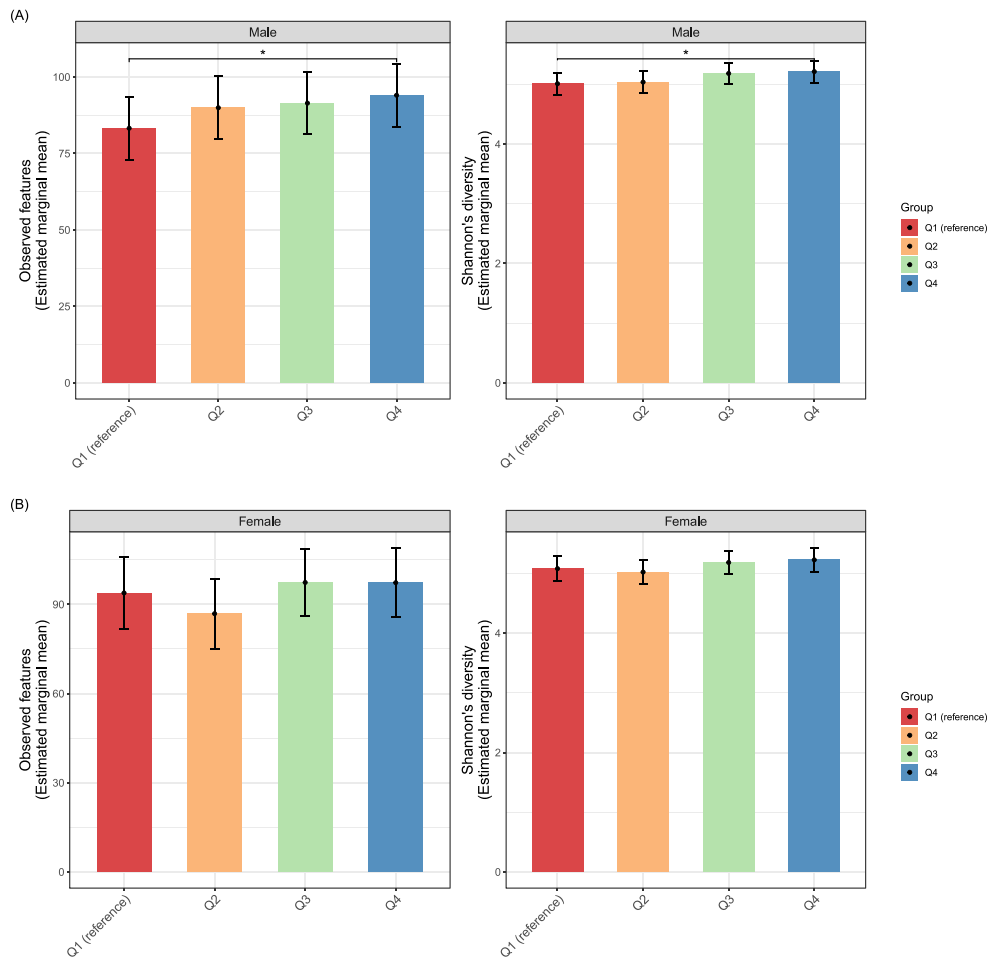 (A)
Male
*
Observed features
(Estimated marginal mean)
100
75
50
25
0
Q1 (reference)
Q2
Q3
Q4
Male
*
Shannon's diversity
(Estimated marginal mean)
4
2
0
Q1 (reference)
Q2
Q3
Q4
Group
Q1 (reference)
Q2
Q3
Q4
(B)
Female
Observed features
(Estimated marginal mean)
90
60
30
0
Q1 (reference)
Q2
Q3
Q4
Female
Shannon's diversity
(Estimated marginal mean)
4
2
0
Q1 (reference)
Q2
Q3
Q4
Group
Q1 (reference)
Q2
Q3
Q4